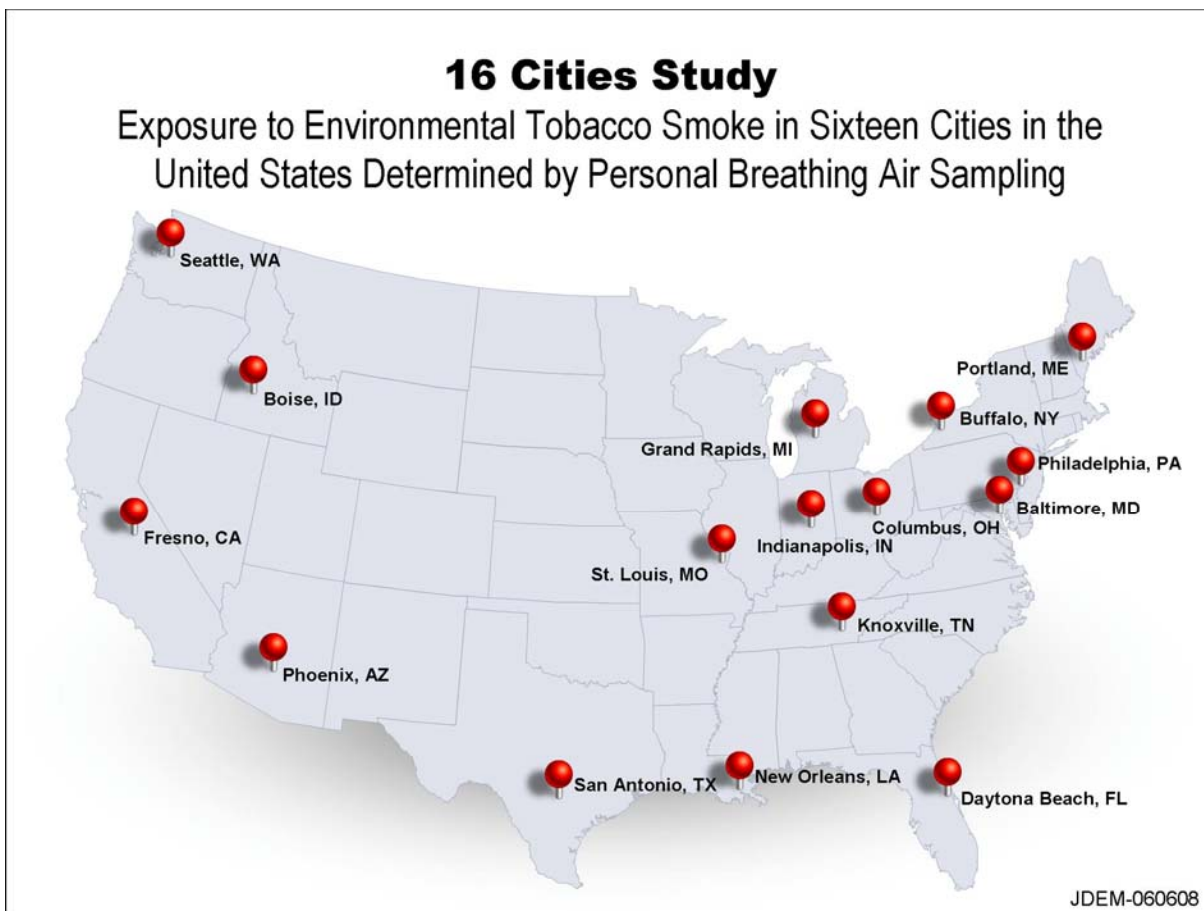 16 Cities Study
Exposure to Environmental Tobacco Smoke in Sixteen Cities in the
United States Determined by Personal Breathing Air Sampling
Seattle, WA
Portland, ME
Boise, ID
Buffalo, NY
Grand Rapids, MI
Philadelphia, PA
Baltimore, MD
Columbus, OH
Fresno, CA
Indianapolis, IN
St. Louis, MO
Knoxville, TN
Phoenix, AZ
New Orleans, LA
San Antonio, TX
Daytona Beach, FL
JDEM-060608